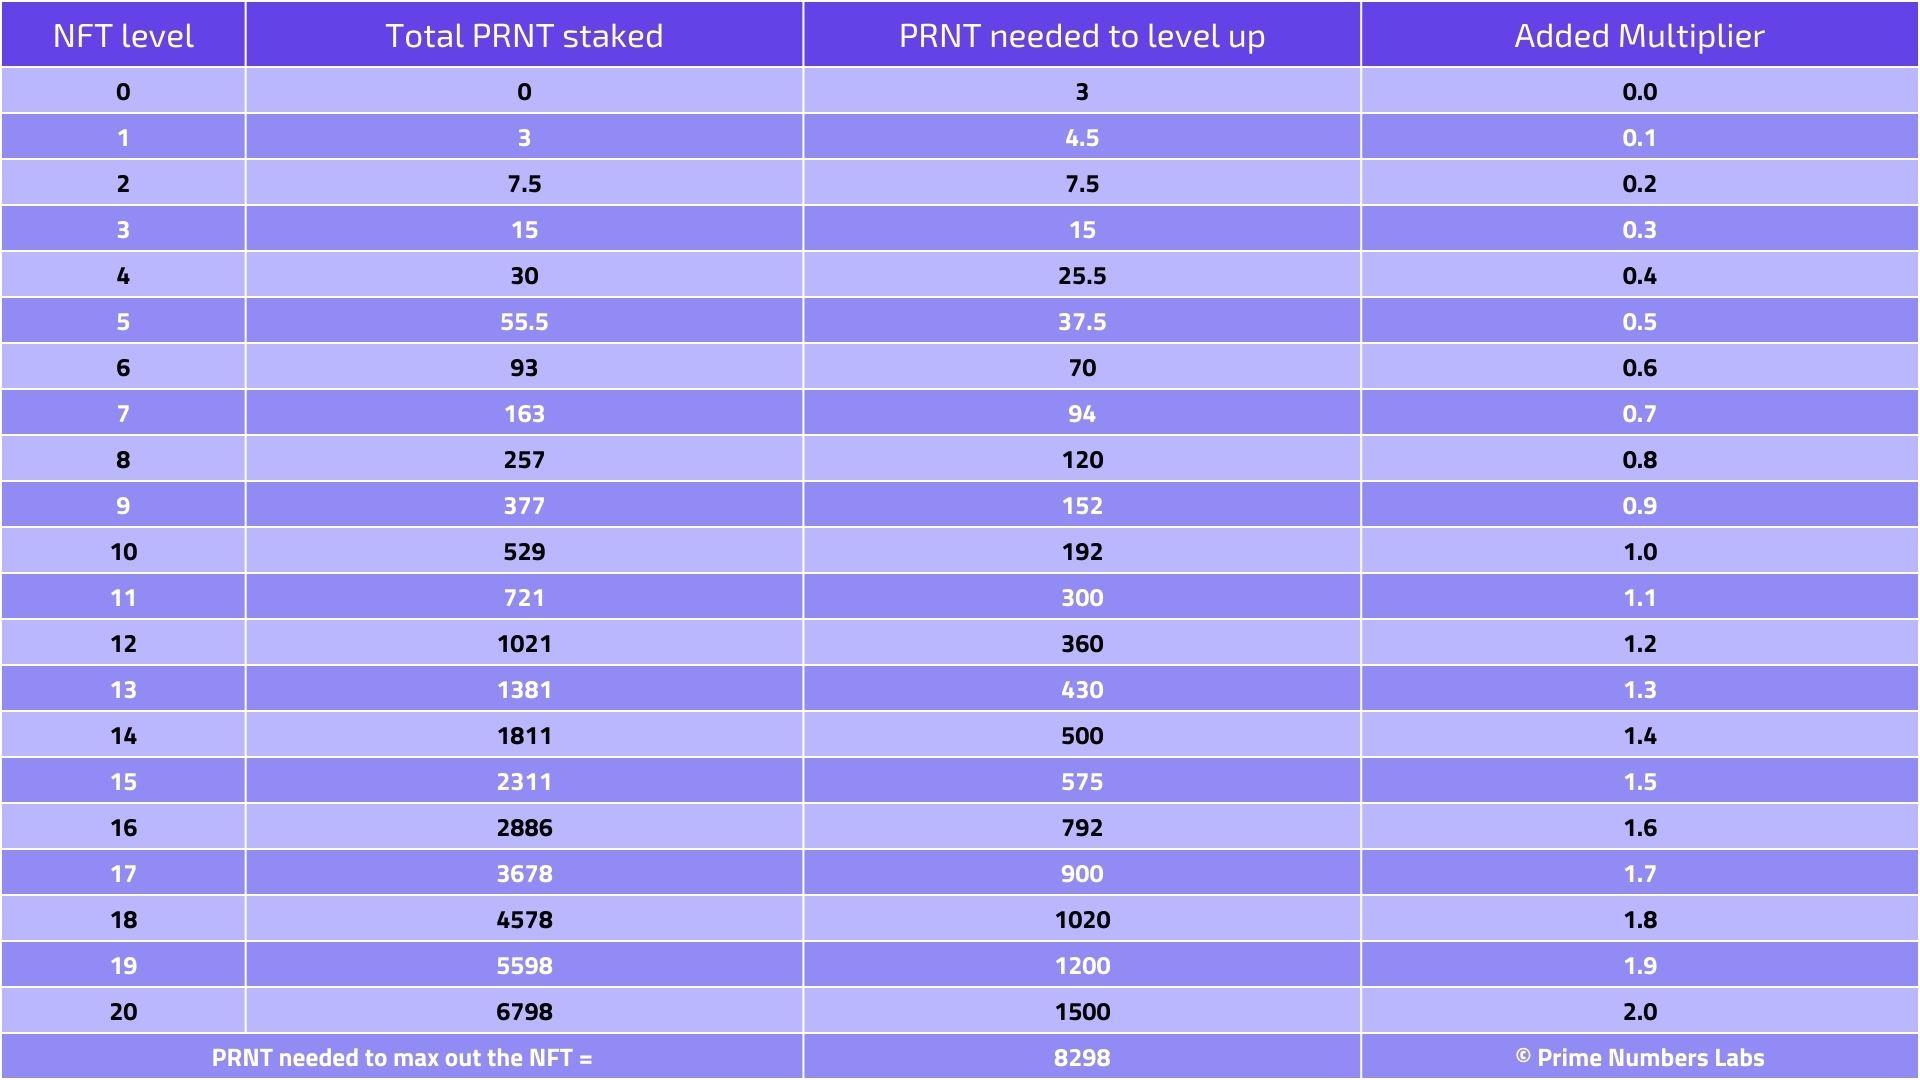 NFT level Total PRNT staked PRNT needed to level up Added Multiplier
0 0 3 0.0
1 3 4.5 0.1
2 7.5 7.5 0.2
3 15 15 0.3
4 30 25.5 0.4
5 55.5 37.5 0.5
6 93 70 0.6
7 163 94 0.7
8 257 120 0.8
9 377 152 0.9
10 529 192 1.0
11 721 300 1.1
12 1021 360 1.2
13 1381 430 1.3
14 1811 500 1.4
15 2311 575 1.5
16 2886 792 1.6
17 3678 900 1.7
18 4578 1020 1.8
19 5598 1200 1.9
20 6798 1500 2.0
PRNT needed to max out the NFT = 8298 © Prime Numbers Labs